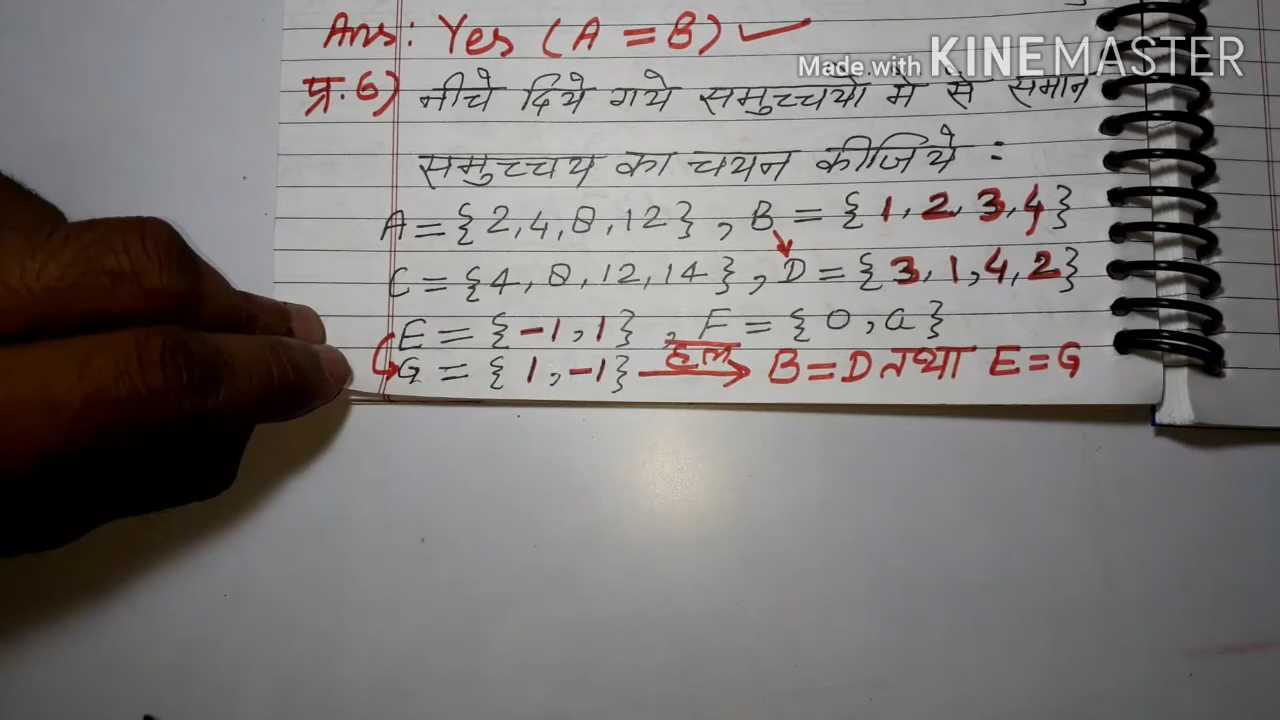 Ans: Yes (A = B) ✓
Made with KINEMASTER
प्र.6) नीचे दिये गये समुच्चयो मे से समान
समुच्चय का चयन कीजिये :
A = {2, 4, 8, 12} , B = {1, 2, 3, 4}
C = {4, 8, 12, 14} , D = {3, 1, 4, 2}
E = {-1, 1} , F = {0, a}
G = {1, -1} हल → B = D तथा E = G